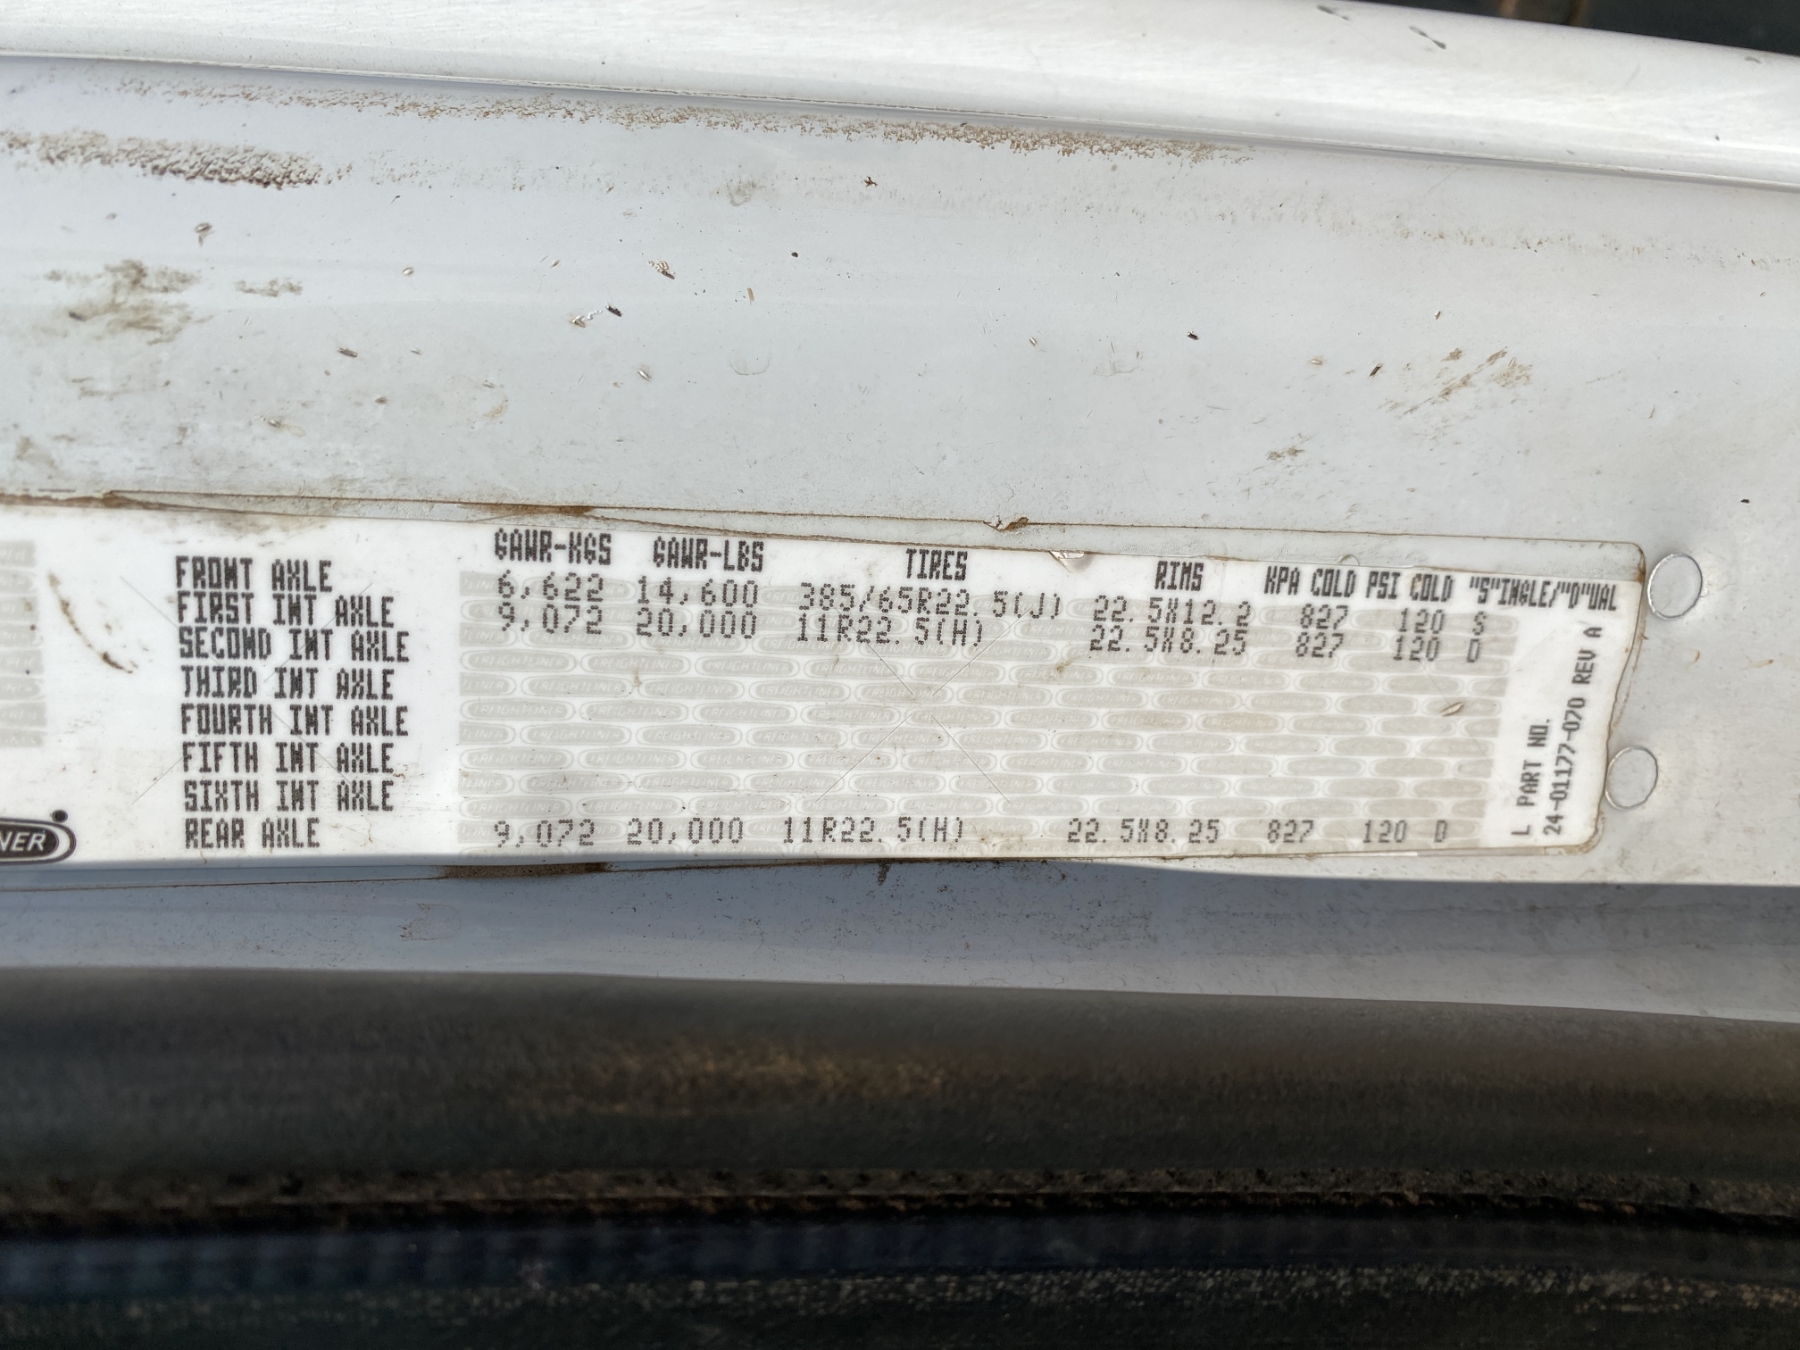 GAWR-KGS GAWR-LBS TIRES RIMS KPA COLD PSI COLD "S"INGLE/"D"UAL
FRONT AXLE 6,622 14,600 385/65R22.5(J) 22.5X12.2 827 120 S
FIRST INT AXLE 9,072 20,000 11R22.5(H) 22.5X8.25 827 120 D
SECOND INT AXLE
THIRD INT AXLE
FOURTH INT AXLE
FIFTH INT AXLE
SIXTH INT AXLE
REAR AXLE 9,072 20,000 11R22.5(H) 22.5X8.25 827 120 D
L PART NO.
24-01177-070 REV A